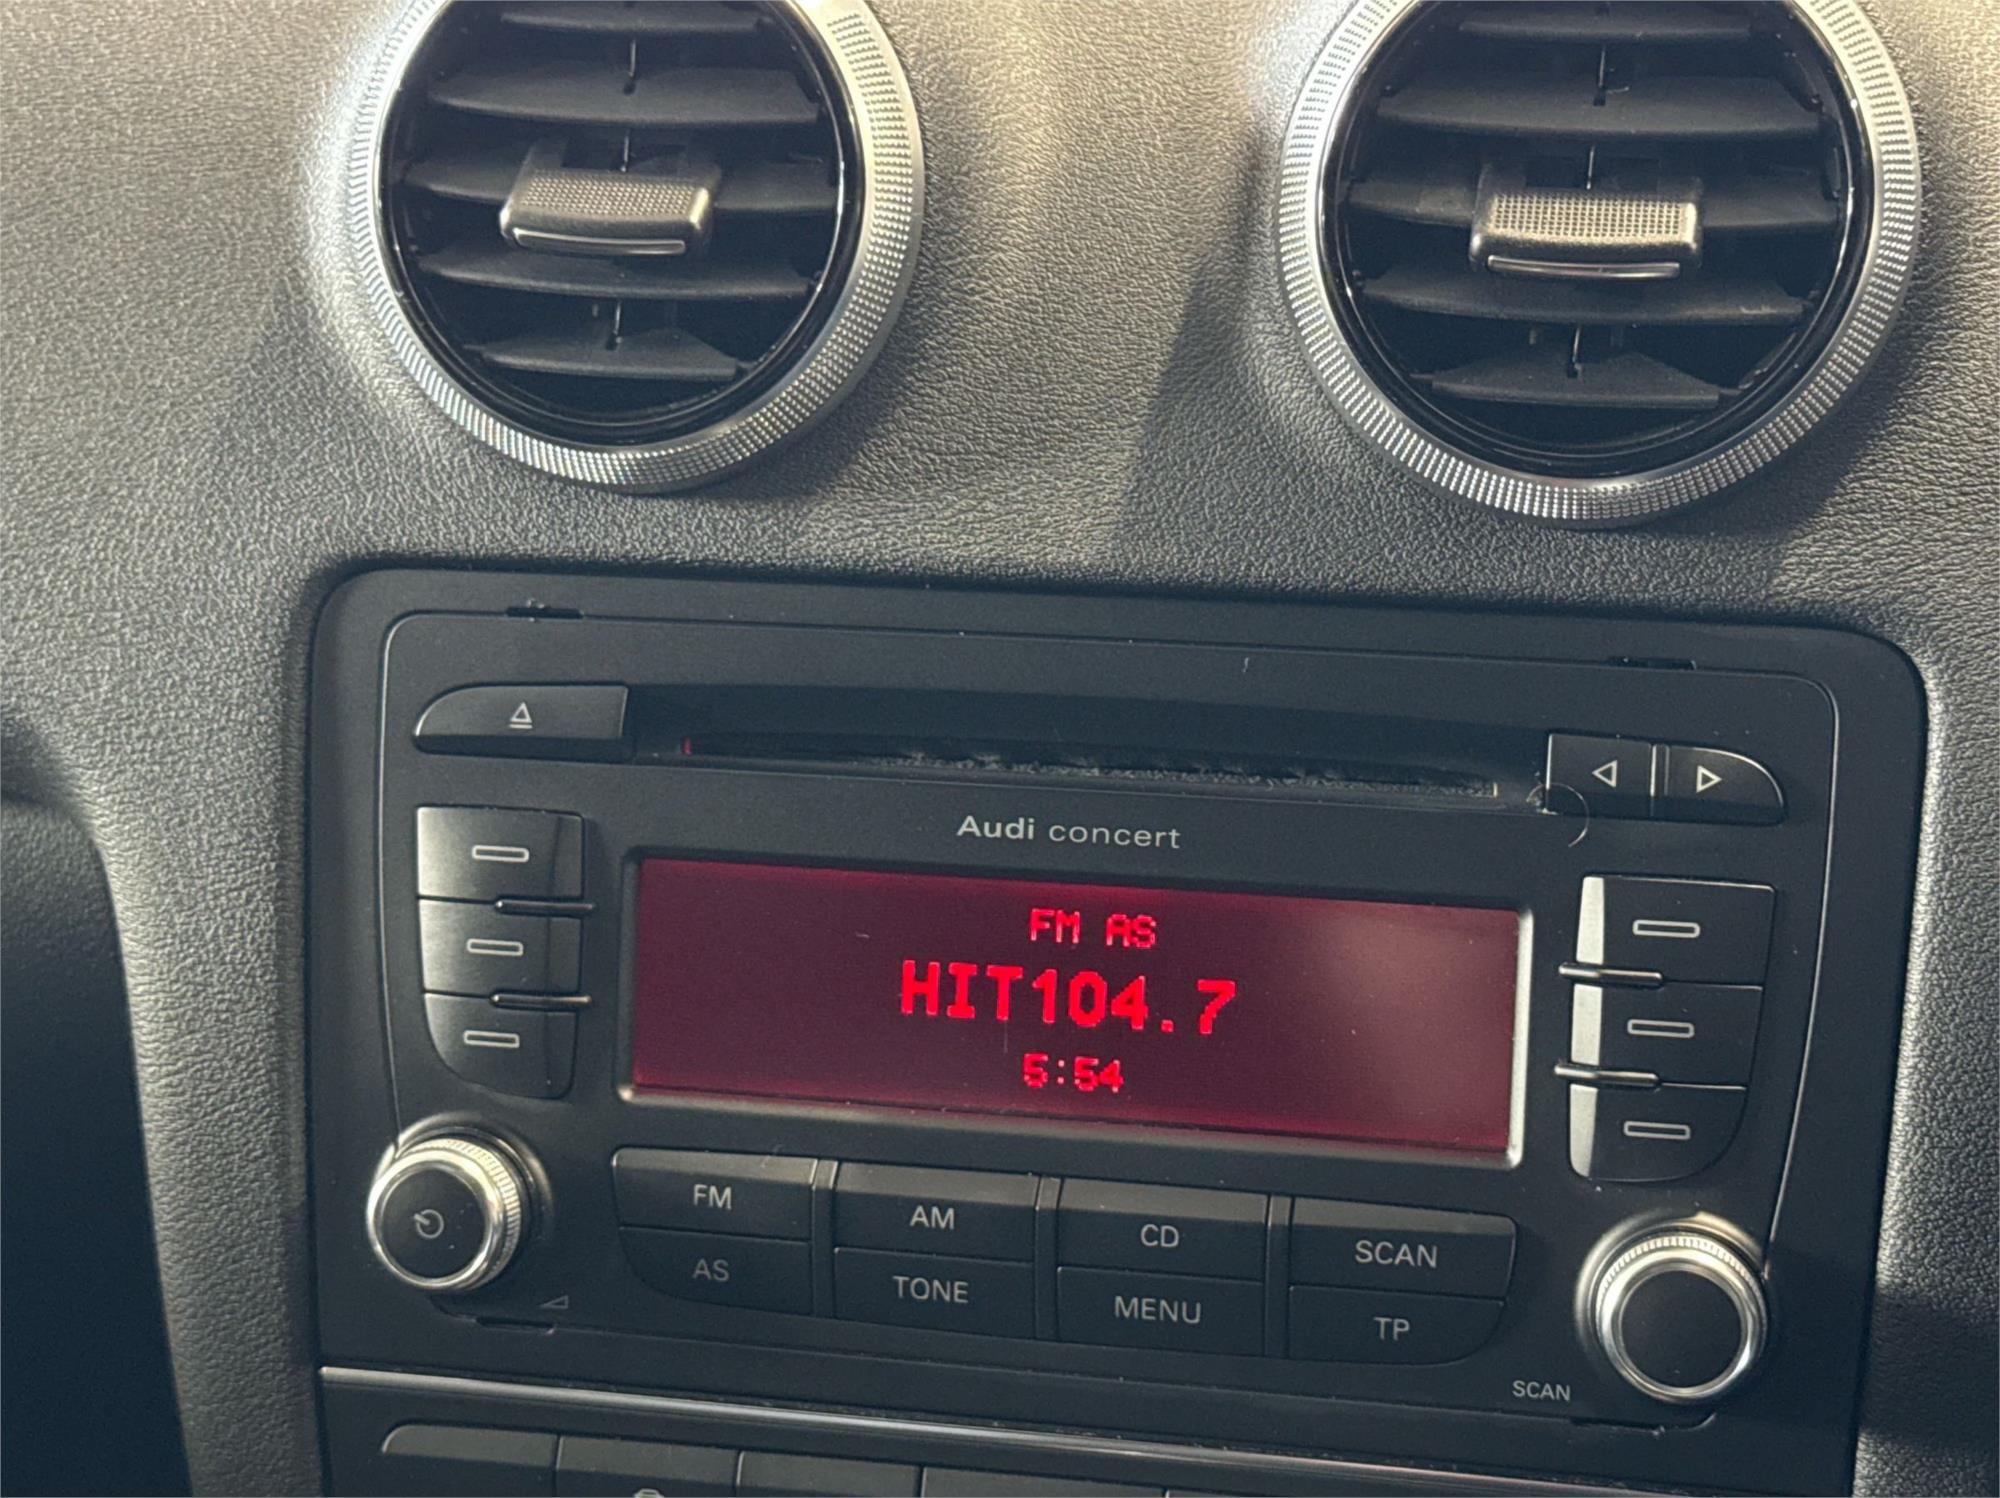 Audi concert
FM AS
HIT104.7
5:54
FM AM CD SCAN
AS TONE MENU TP
SCAN